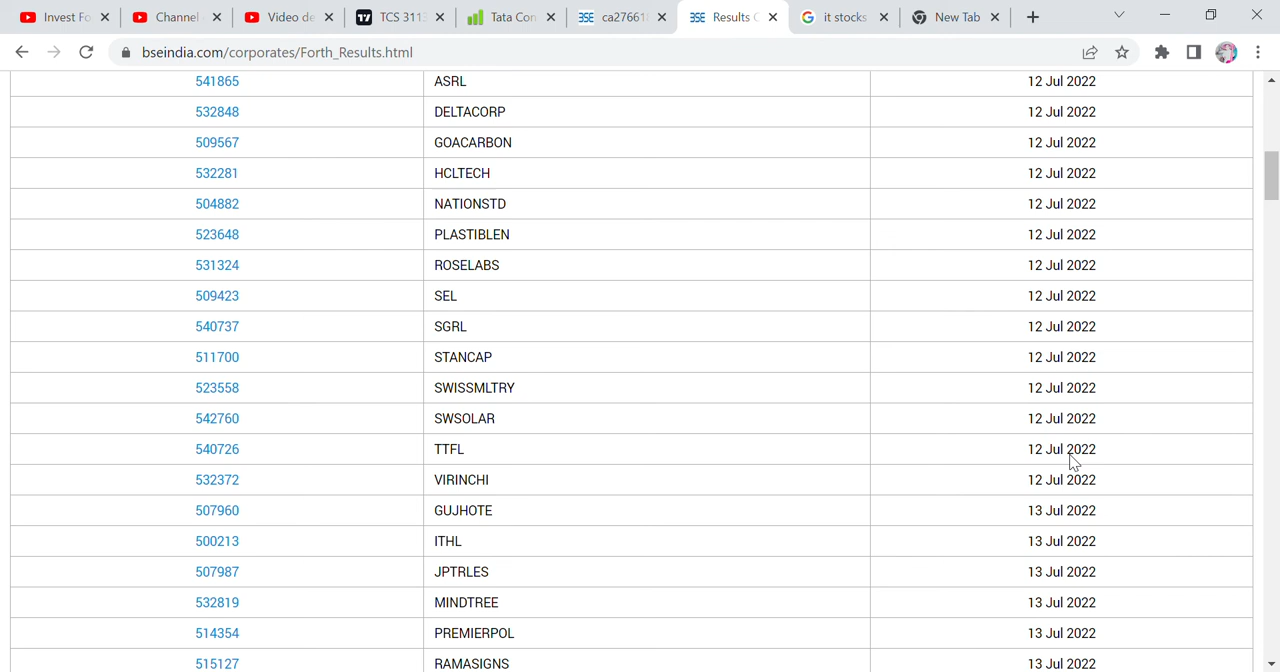 Invest Fo
Channel
Video de
TCS 311
Tata Con
ca27661
Results C
it stocks
New Tab
bseindia.com/corporates/Forth_Results.html
541865 ASRL 12 Jul 2022
532848 DELTACORP 12 Jul 2022
509567 GOACARBON 12 Jul 2022
532281 HCLTECH 12 Jul 2022
504882 NATIONSTD 12 Jul 2022
523648 PLASTIBLEN 12 Jul 2022
531324 ROSELABS 12 Jul 2022
509423 SEL 12 Jul 2022
540737 SGRL 12 Jul 2022
511700 STANCAP 12 Jul 2022
523558 SWISSMLTRY 12 Jul 2022
542760 SWSOLAR 12 Jul 2022
540726 TTFL 12 Jul 2022
532372 VIRINCHI 12 Jul 2022
507960 GUJHOTE 13 Jul 2022
500213 ITHL 13 Jul 2022
507987 JPTRLES 13 Jul 2022
532819 MINDTREE 13 Jul 2022
514354 PREMIERPOL 13 Jul 2022
515127 RAMASIGNS 13 Jul 2022